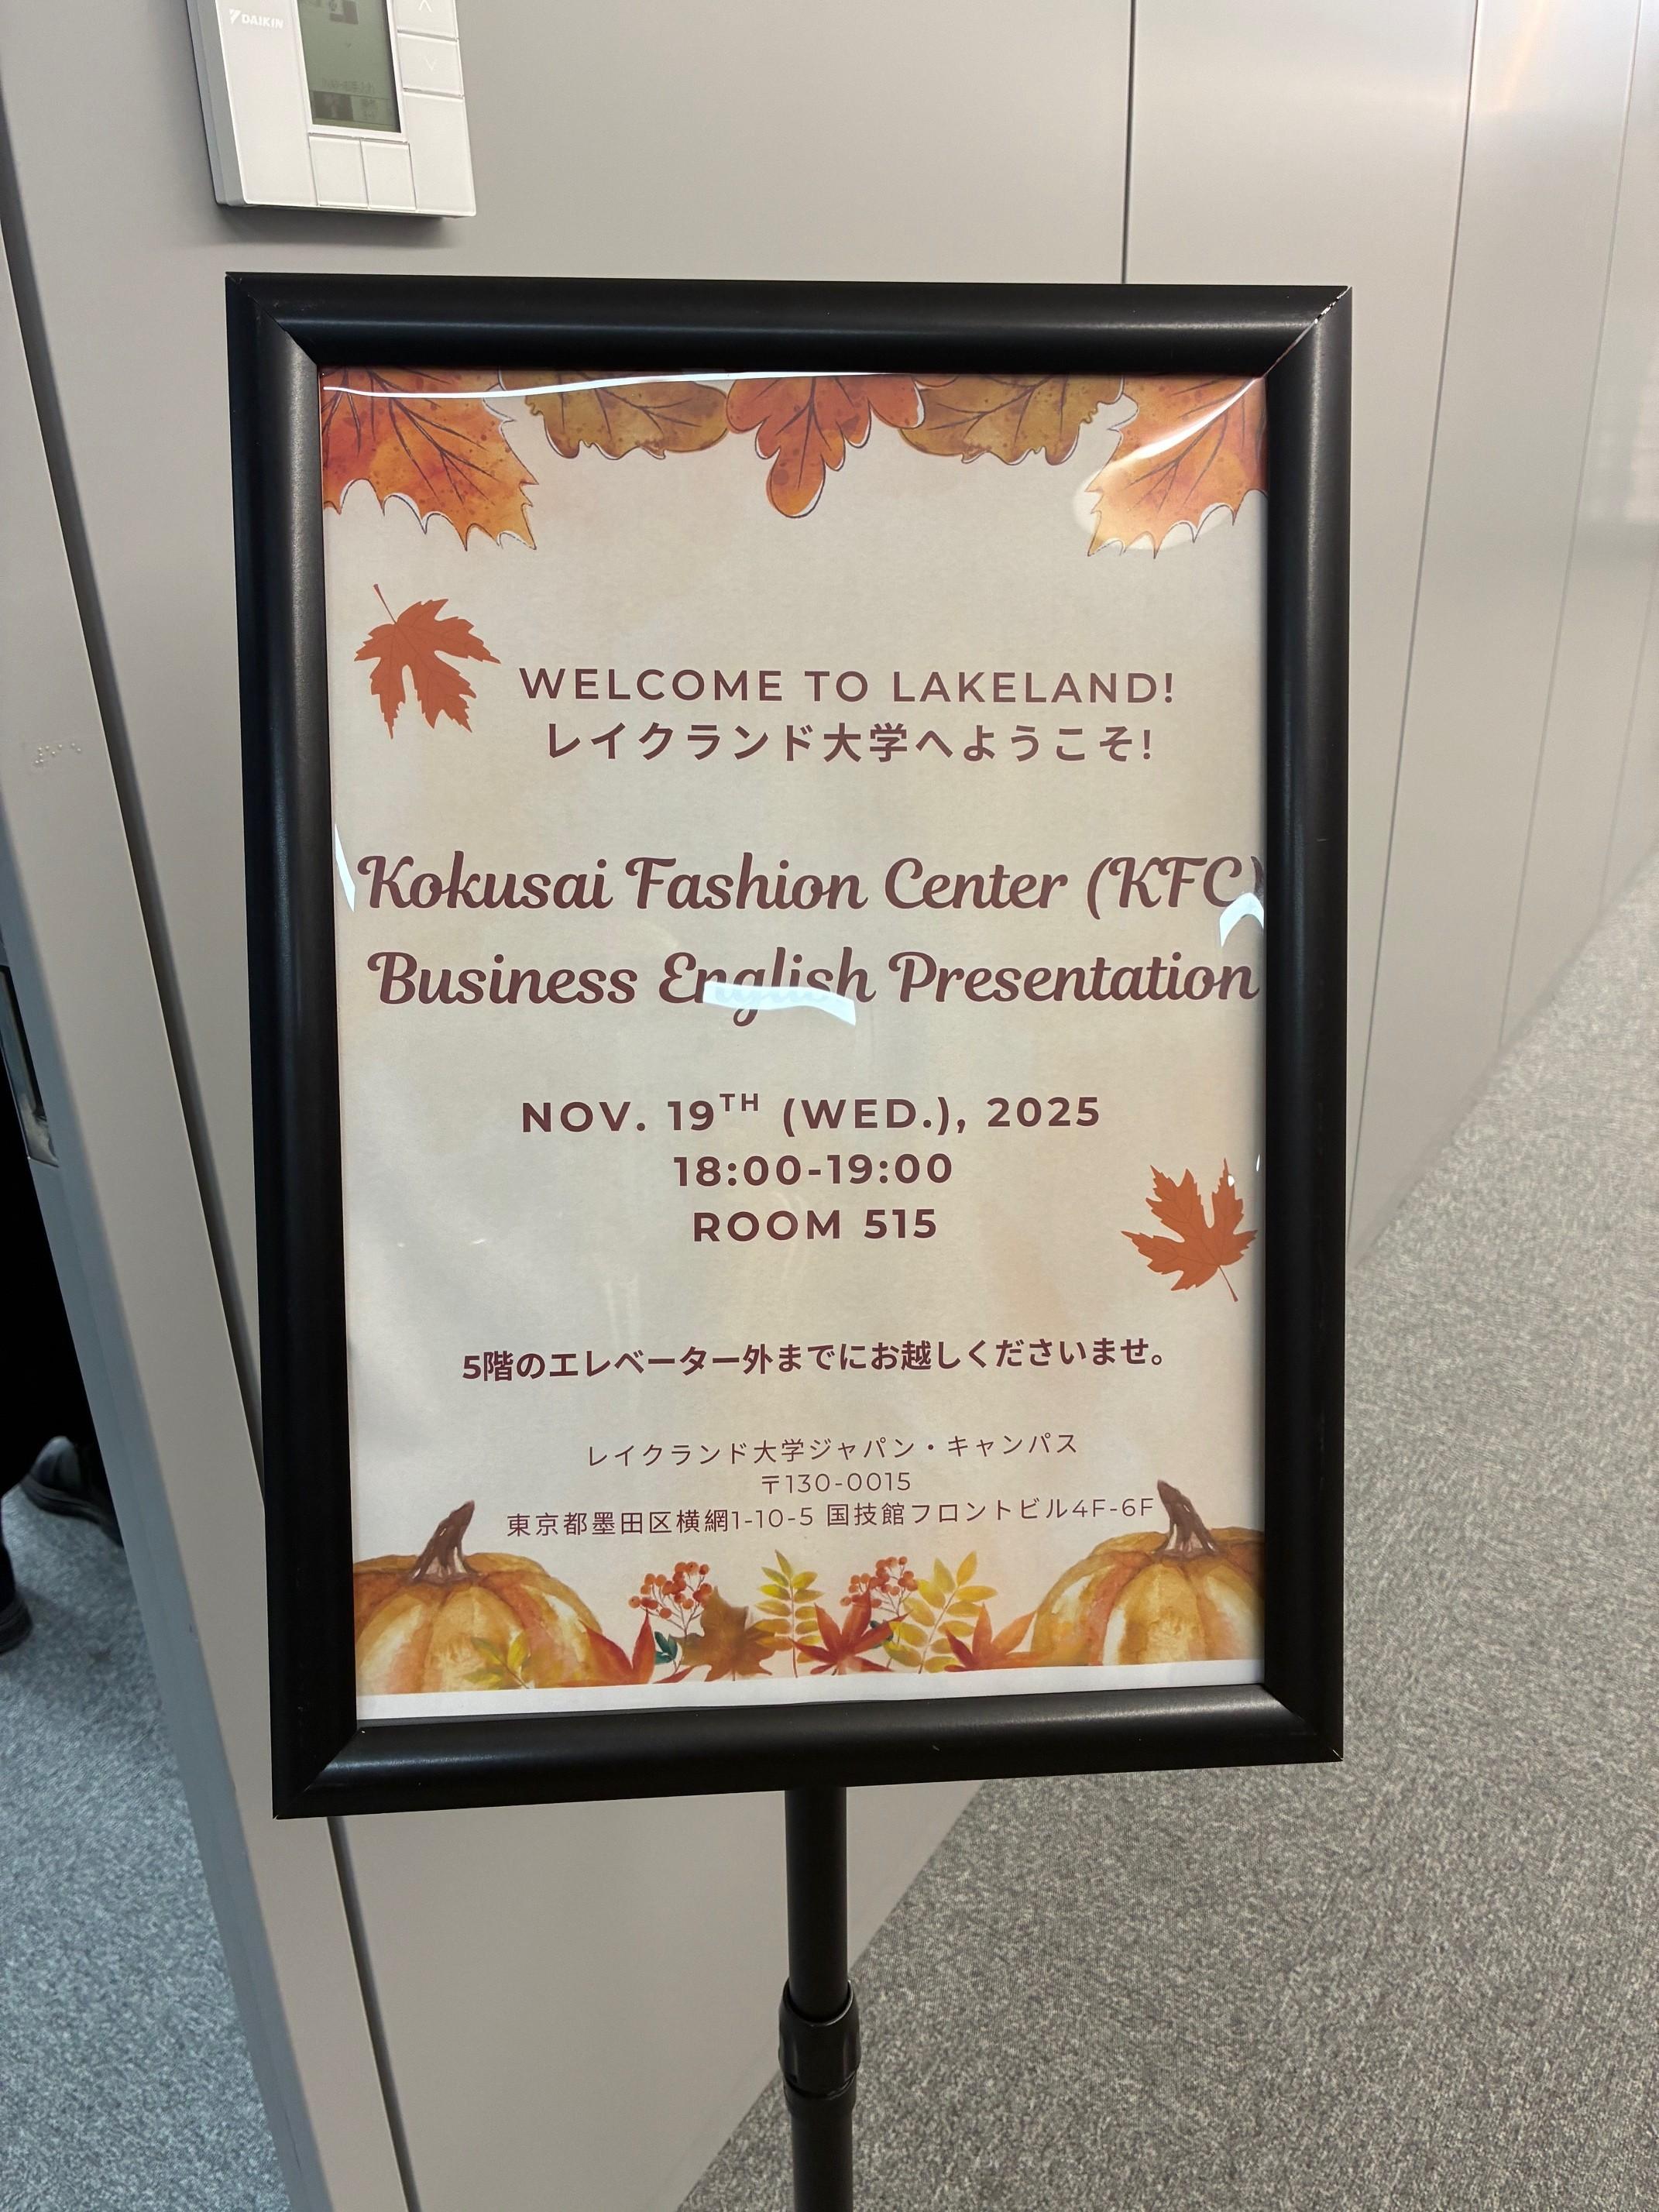 DAIKIN
WELCOME TO LAKELAND!
レイクランド大学へようこそ!
Kokusai Fashion Center (KFC)
Business English Presentation
NOV. 19TH (WED.), 2025
18:00-19:00
ROOM 515
5階のエレベーター外までにお越しくださいませ。
レイクランド大学ジャパン・キャンパス
〒130-0015
東京都墨田区横網1-10-5 国技館フロントビル4F-6F